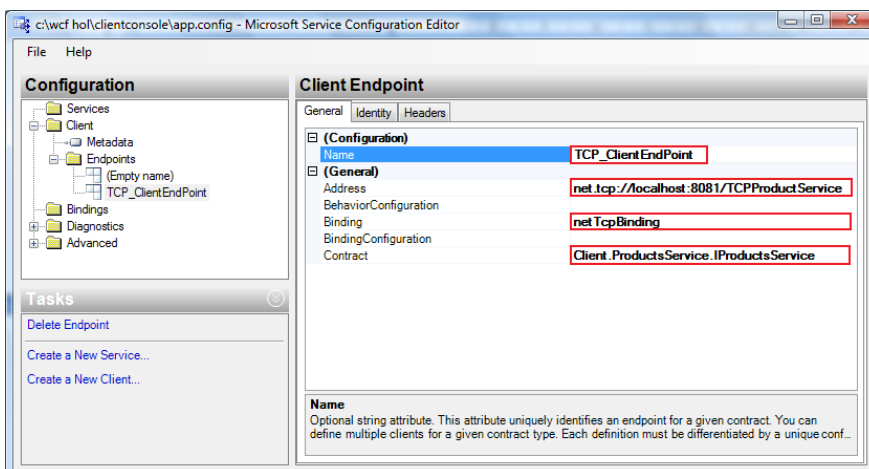 c:\wcf hol\clientconsole\app.config - Microsoft Service Configuration Editor
File Help
Configuration
Services
Client
Metadata
Endpoints
(Empty name)
TCP_ClientEndPoint
Bindings
Diagnostics
Advanced
Tasks
Delete Endpoint
Create a New Service...
Create a New Client...
Client Endpoint
General Identity Headers
(Configuration)
Name TCP_ClientEndPoint
(General)
Address net.tcp://localhost:8081/TCPProductService
BehaviorConfiguration
Binding netTcpBinding
BindingConfiguration
Contract Client.ProductsService.IProductsService
Name
Optional string attribute. This attribute uniquely identifies an endpoint for a given contract. You can
define multiple clients for a given contract type. Each definition must be differentiated by a unique conf...